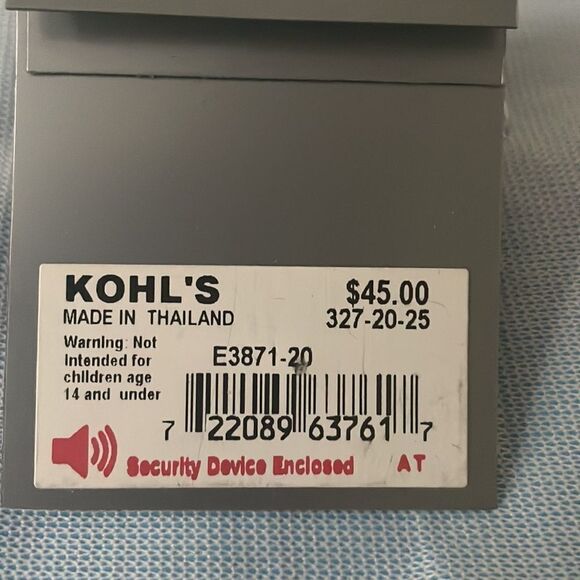 KOHL'S $45.00
MADE IN THAILAND 327-20-25
Warning: Not
Intended for
children age
14 and under
E3871-20
7 22089 63761 7
Security Device Enclosed AT